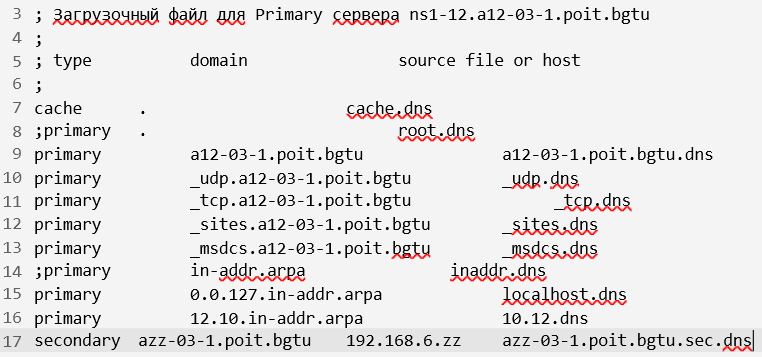 3 ; Загрузочный файл для Primary сервера ns1-12.a12-03-1.poit.bgtu
4 ;
5 ; type domain source file or host
6 ;
7 cache . cache.dns
8 ;primary . root.dns
9 primary a12-03-1.poit.bgtu a12-03-1.poit.bgtu.dns
10 primary _udp.a12-03-1.poit.bgtu _udp.dns
11 primary _tcp.a12-03-1.poit.bgtu _tcp.dns
12 primary _sites.a12-03-1.poit.bgtu _sites.dns
13 primary _msdcs.a12-03-1.poit.bgtu _msdcs.dns
14 ;primary in-addr.arpa inaddr.dns
15 primary 0.0.127.in-addr.arpa localhost.dns
16 primary 12.10.in-addr.arpa 10.12.dns
17 secondary azz-03-1.poit.bgtu 192.168.6.zz azz-03-1.poit.bgtu.sec.dns